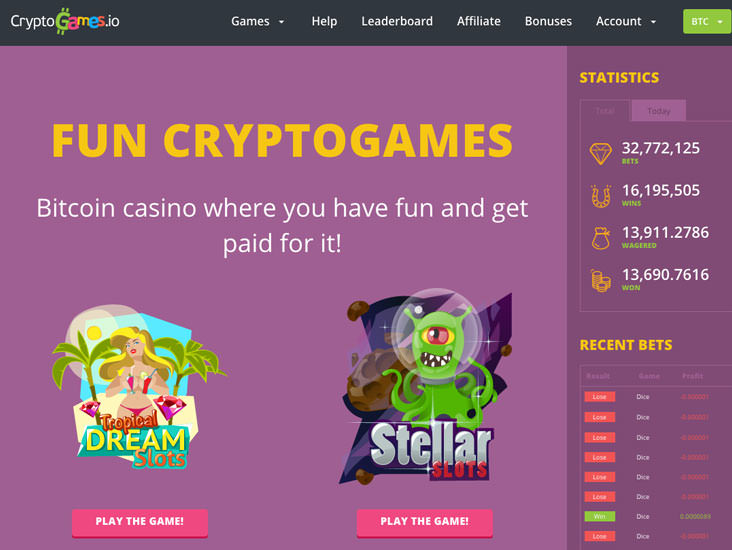 CryptoGames.io
Games
Help
Leaderboard
Affiliate
Bonuses
Account
BTC
FUN CRYPTOGAMES
Bitcoin casino where you have fun and get
paid for it!
Tropical
DREAM
Slots
PLAY THE GAME!
Stellar
SLOTS
PLAY THE GAME!
STATISTICS
Total Today
32,772,125
BETS
16,195,505
WINS
13,911.2786
WAGERED
13,690.7616
WON
RECENT BETS
Result Game Profit
Lose Dice -0.000001
Lose Dice -0.000001
Lose Dice -0.000001
Lose Dice -0.000001
Lose Dice -0.000001
Lose Dice -0.000001
Win Dice 0.0000089
Lose Dice -0.000001